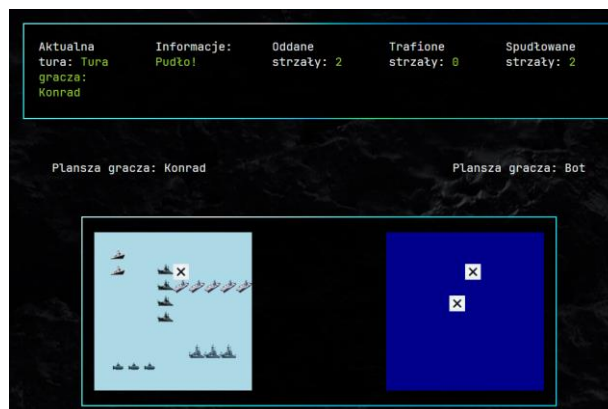 Aktualna
tura: Tura
gracza:
Konrad
Informacje:
Pudło!
Oddane
strzały: 2
Trafione
strzały: 0
Spudłowane
strzały: 2
Plansza gracza: Konrad
Plansza gracza: Bot